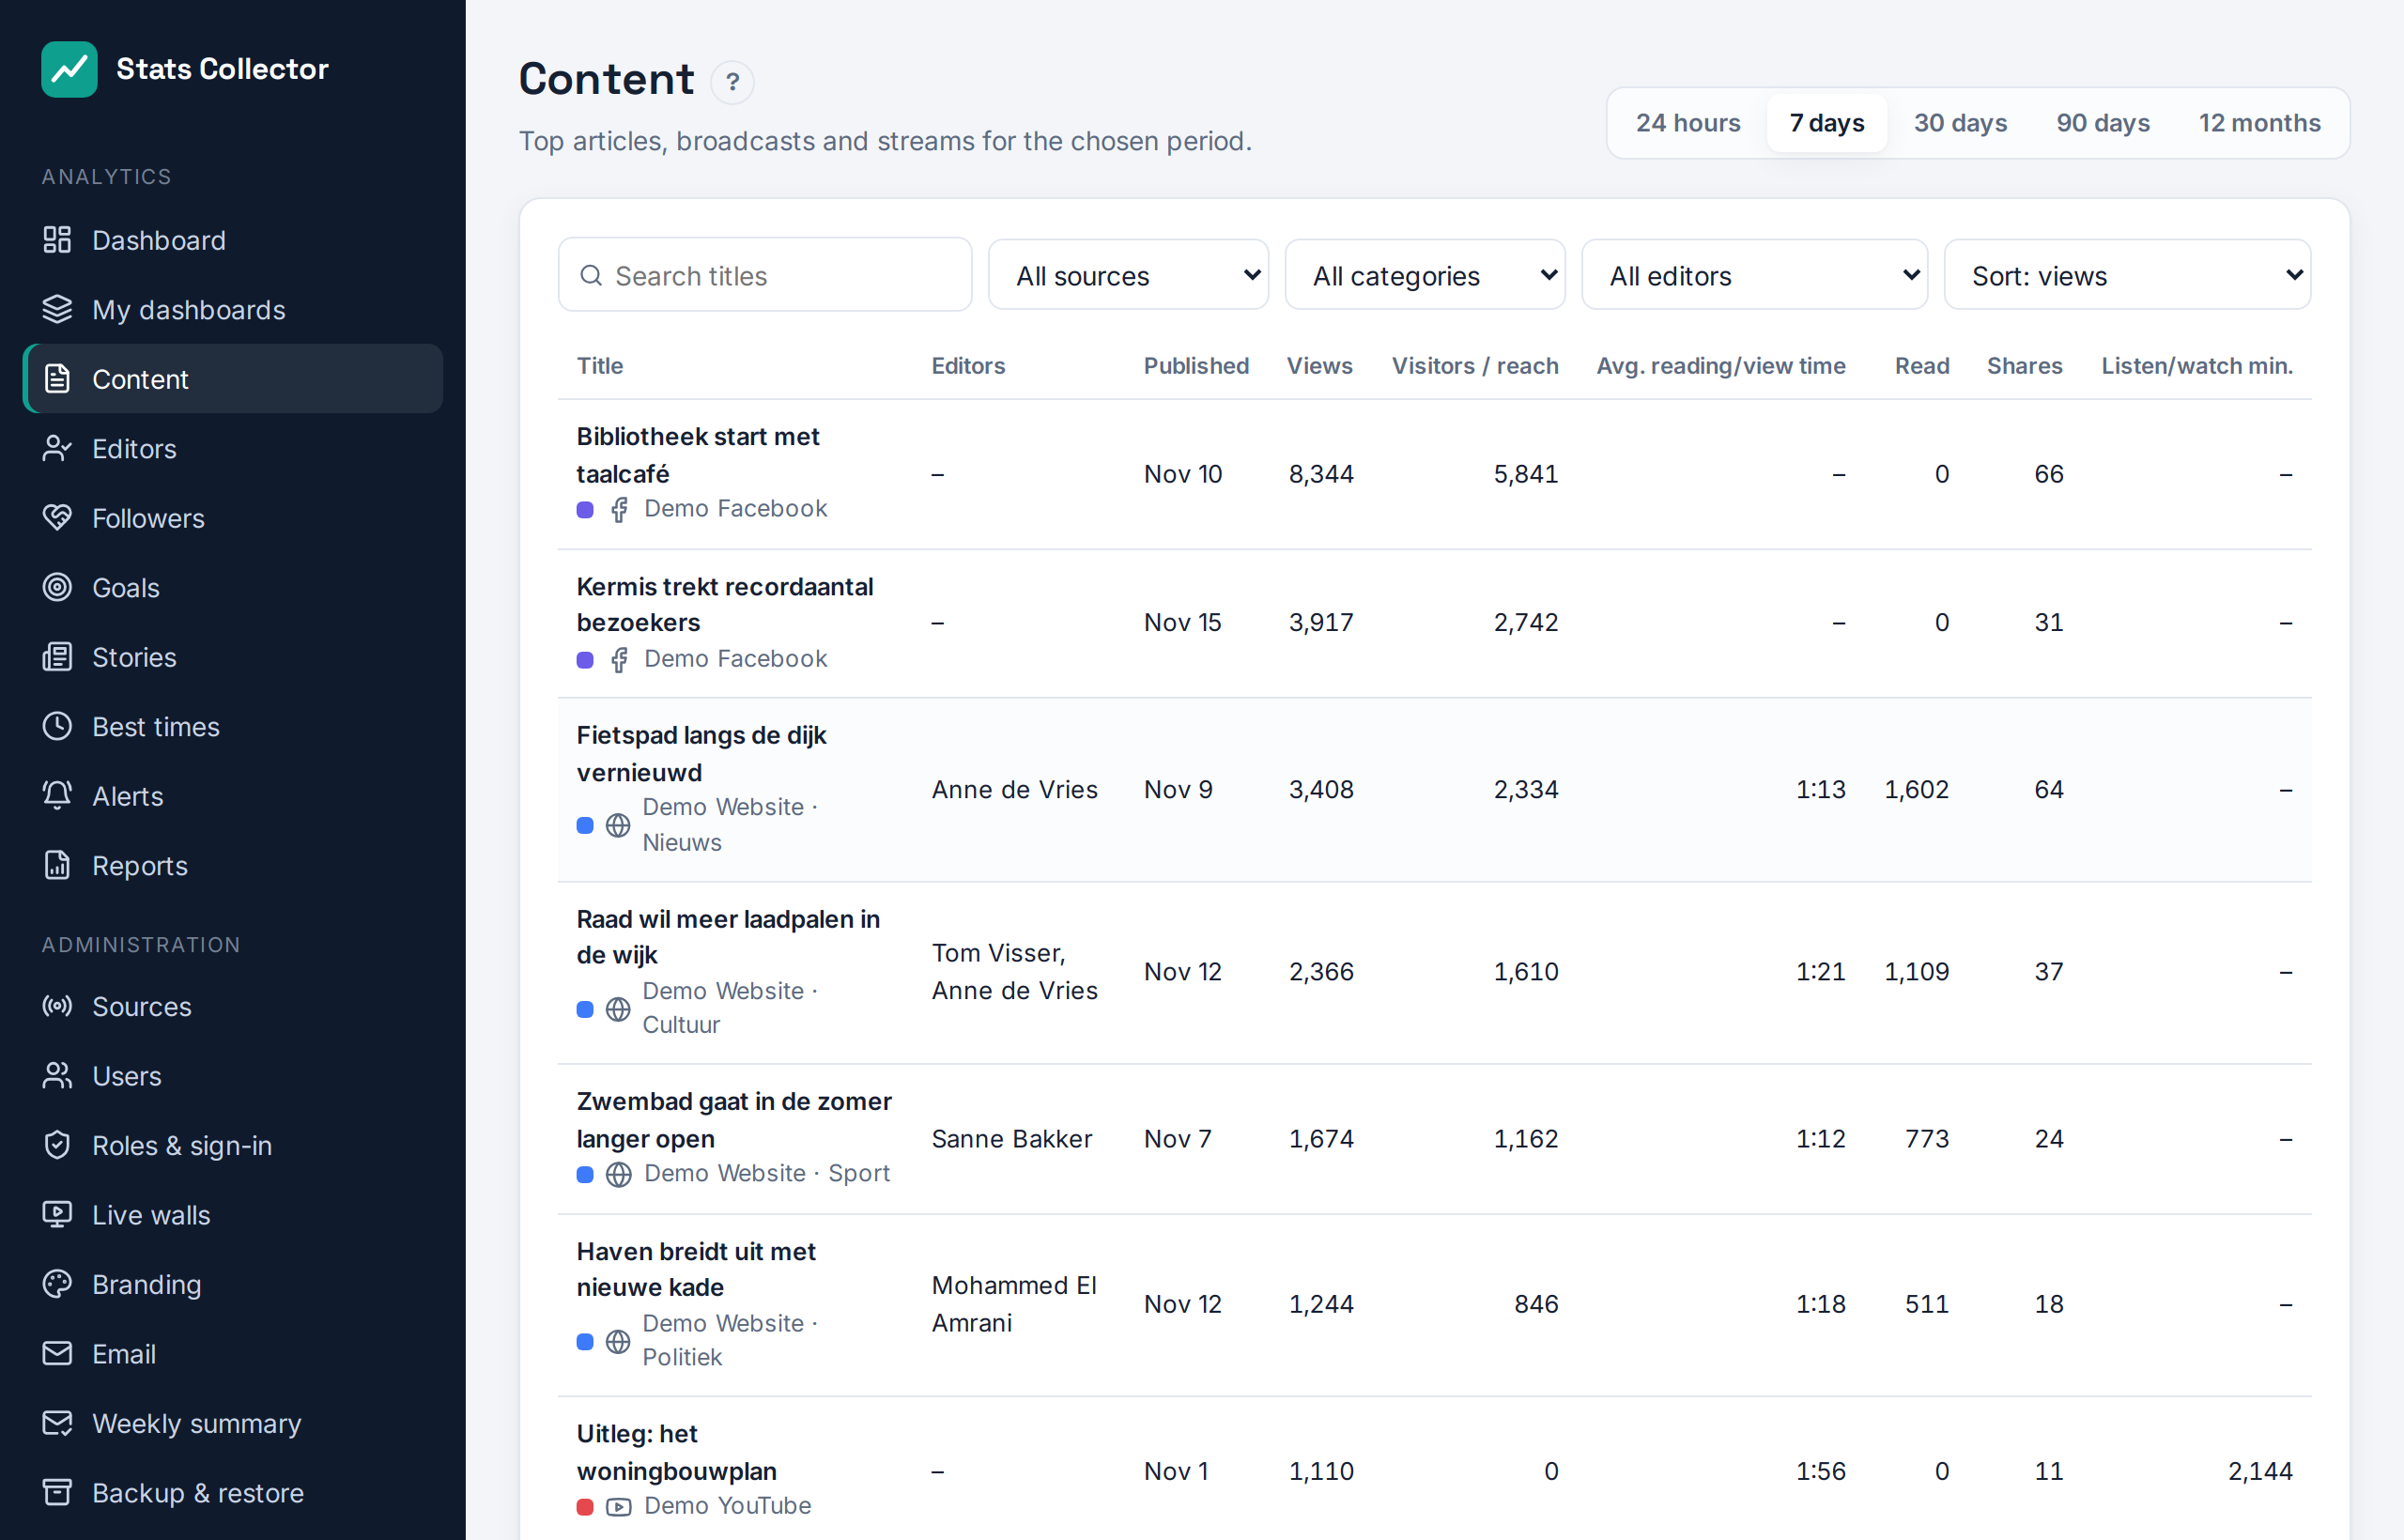 Stats Collector
ANALYTICS
Dashboard
My dashboards
Content
Editors
Followers
Goals
Stories
Best times
Alerts
Reports
ADMINISTRATION
Sources
Users
Roles & sign-in
Live walls
Branding
Email
Weekly summary
Backup & restore
Content ?
Top articles, broadcasts and streams for the chosen period.
24 hours 7 days 30 days 90 days 12 months
Search titles All sources All categories All editors Sort: views
Title Editors Published Views Visitors / reach Avg. reading/view time Read Shares Listen/watch min.
Bibliotheek start met
taalcafé
– Nov 10 8,344 5,841 – 0 66 –
Demo Facebook
Kermis trekt recordaantal
bezoekers
– Nov 15 3,917 2,742 – 0 31 –
Demo Facebook
Fietspad langs de dijk
vernieuwd
Anne de Vries Nov 9 3,408 2,334 1:13 1,602 64 –
Demo Website ·
Nieuws
Raad wil meer laadpalen in
de wijk
Tom Visser,
Anne de Vries
Nov 12 2,366 1,610 1:21 1,109 37 –
Demo Website ·
Cultuur
Zwembad gaat in de zomer
langer open
Sanne Bakker Nov 7 1,674 1,162 1:12 773 24 –
Demo Website · Sport
Haven breidt uit met
nieuwe kade
Mohammed El
Amrani
Nov 12 1,244 846 1:18 511 18 –
Demo Website ·
Politiek
Uitleg: het
woningbouwplan
– Nov 1 1,110 0 1:56 0 11 2,144
Demo YouTube